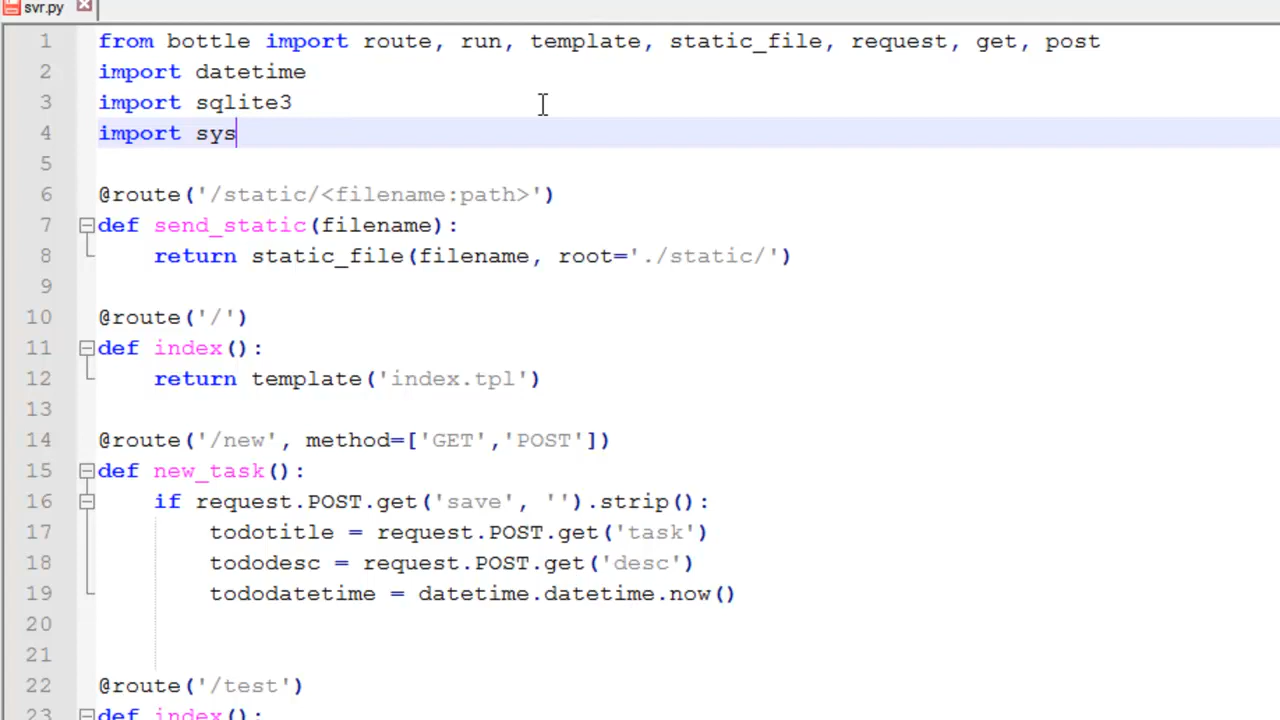 svr.py
1 from bottle import route, run, template, static_file, request, get, post
2 import datetime
3 import sqlite3
4 import sys
5
6 @route('/static/<filename:path>')
7 def send_static(filename):
8     return static_file(filename, root='./static/')
9
10 @route('/')
11 def index():
12     return template('index.tpl')
13
14 @route('/new', method=['GET','POST'])
15 def new_task():
16     if request.POST.get('save', '').strip():
17         todotitle = request.POST.get('task')
18         tododesc = request.POST.get('desc')
19         tododatetime = datetime.datetime.now()
20
21
22 @route('/test')
23 def index():